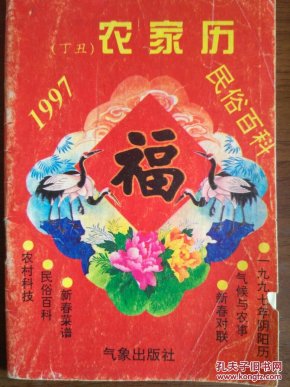 (丁丑) 农家历
1997
民俗百科
福
一九九七年阴阳历
气候与农事
新春对联
新春菜谱
民俗百科
农村科技
气象出版社
孔夫子旧书网